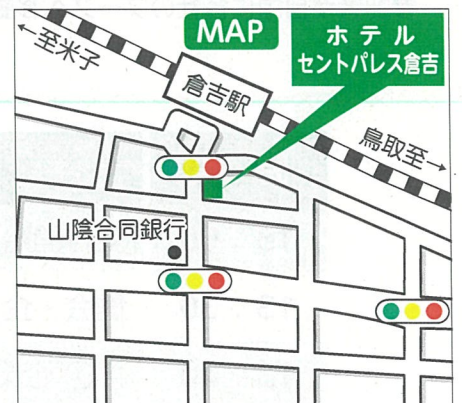 MAP
ホテル
セントパレス倉吉
←至米子
倉吉駅
鳥取至→
山陰合同銀行